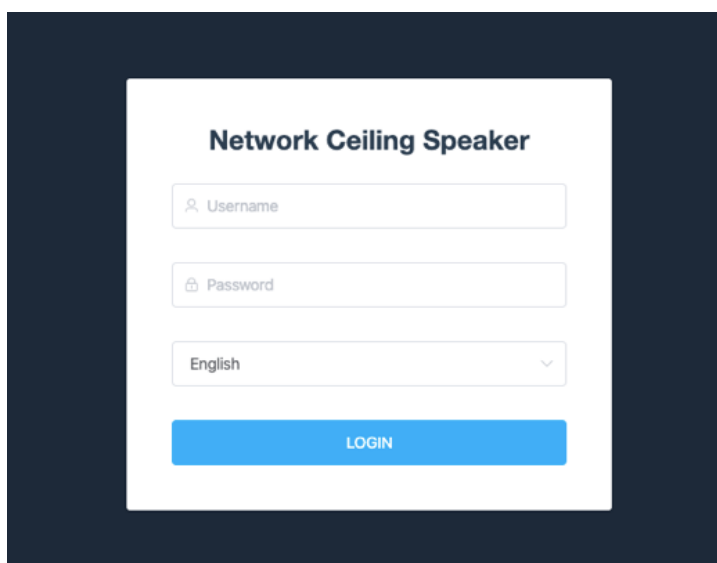 Network Ceiling Speaker
Username
Password
English
LOGIN